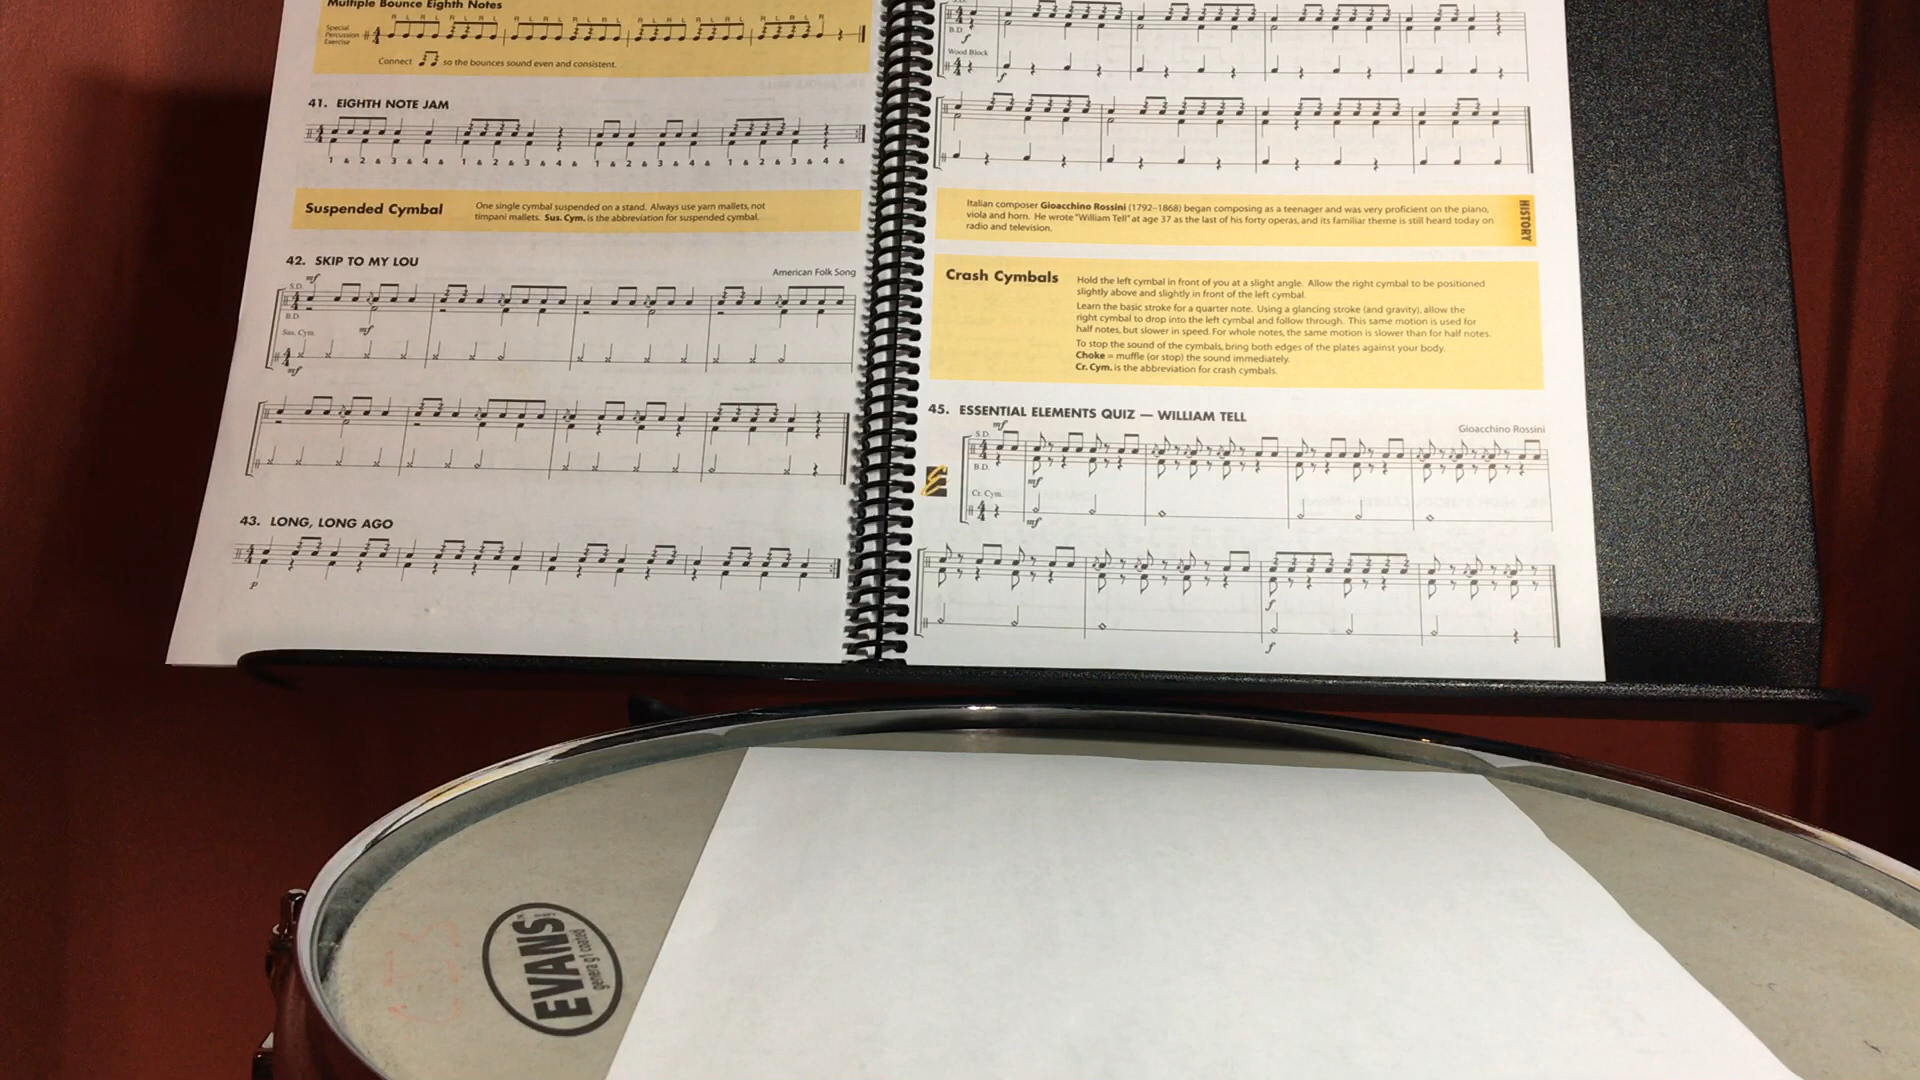 Multiple Bounce Eighth Notes
Special
Percussion
Exercise
R L R L R L R L R L R L R L R L R L R L R
Connect so the bounces sound even and consistent.
41. EIGHTH NOTE JAM
1 & 2 & 3 & 4 & 1 & 2 & 3 & 4 & 1 & 2 & 3 & 4 & 1 & 2 & 3 & 4 &
Suspended Cymbal
One single cymbal suspended on a stand. Always use yarn mallets, not
timpani mallets. Sus. Cym. is the abbreviation for suspended cymbal.
42. SKIP TO MY LOU
American Folk Song
mf
S.D.
B.D.
mf
Sus. Cym.
mf
43. LONG, LONG AGO
p
B.D.
f
Wood Block
f
Italian composer Gioacchino Rossini (1792–1868) began composing as a teenager and was very proficient on the piano,
viola and horn. He wrote "William Tell" at age 37 as the last of his forty operas, and its familiar theme is still heard today on
radio and television.
HISTORY
Crash Cymbals
Hold the left cymbal in front of you at a slight angle. Allow the right cymbal to be positioned
slightly above and slightly in front of the left cymbal.
Learn the basic stroke for a quarter note. Using a glancing stroke (and gravity), allow the
right cymbal to drop into the left cymbal and follow through. This same motion is used for
half notes, but slower in speed. For whole notes, the same motion is slower than for half notes.
To stop the sound of the cymbals, bring both edges of the plates against your body.
Choke = muffle (or stop) the sound immediately.
Cr. Cym. is the abbreviation for crash cymbals.
45. ESSENTIAL ELEMENTS QUIZ — WILLIAM TELL
Gioacchino Rossini
mf
S.D.
B.D.
mf
Cr. Cym.
mf
f
f
EVANS
genera g1 coated